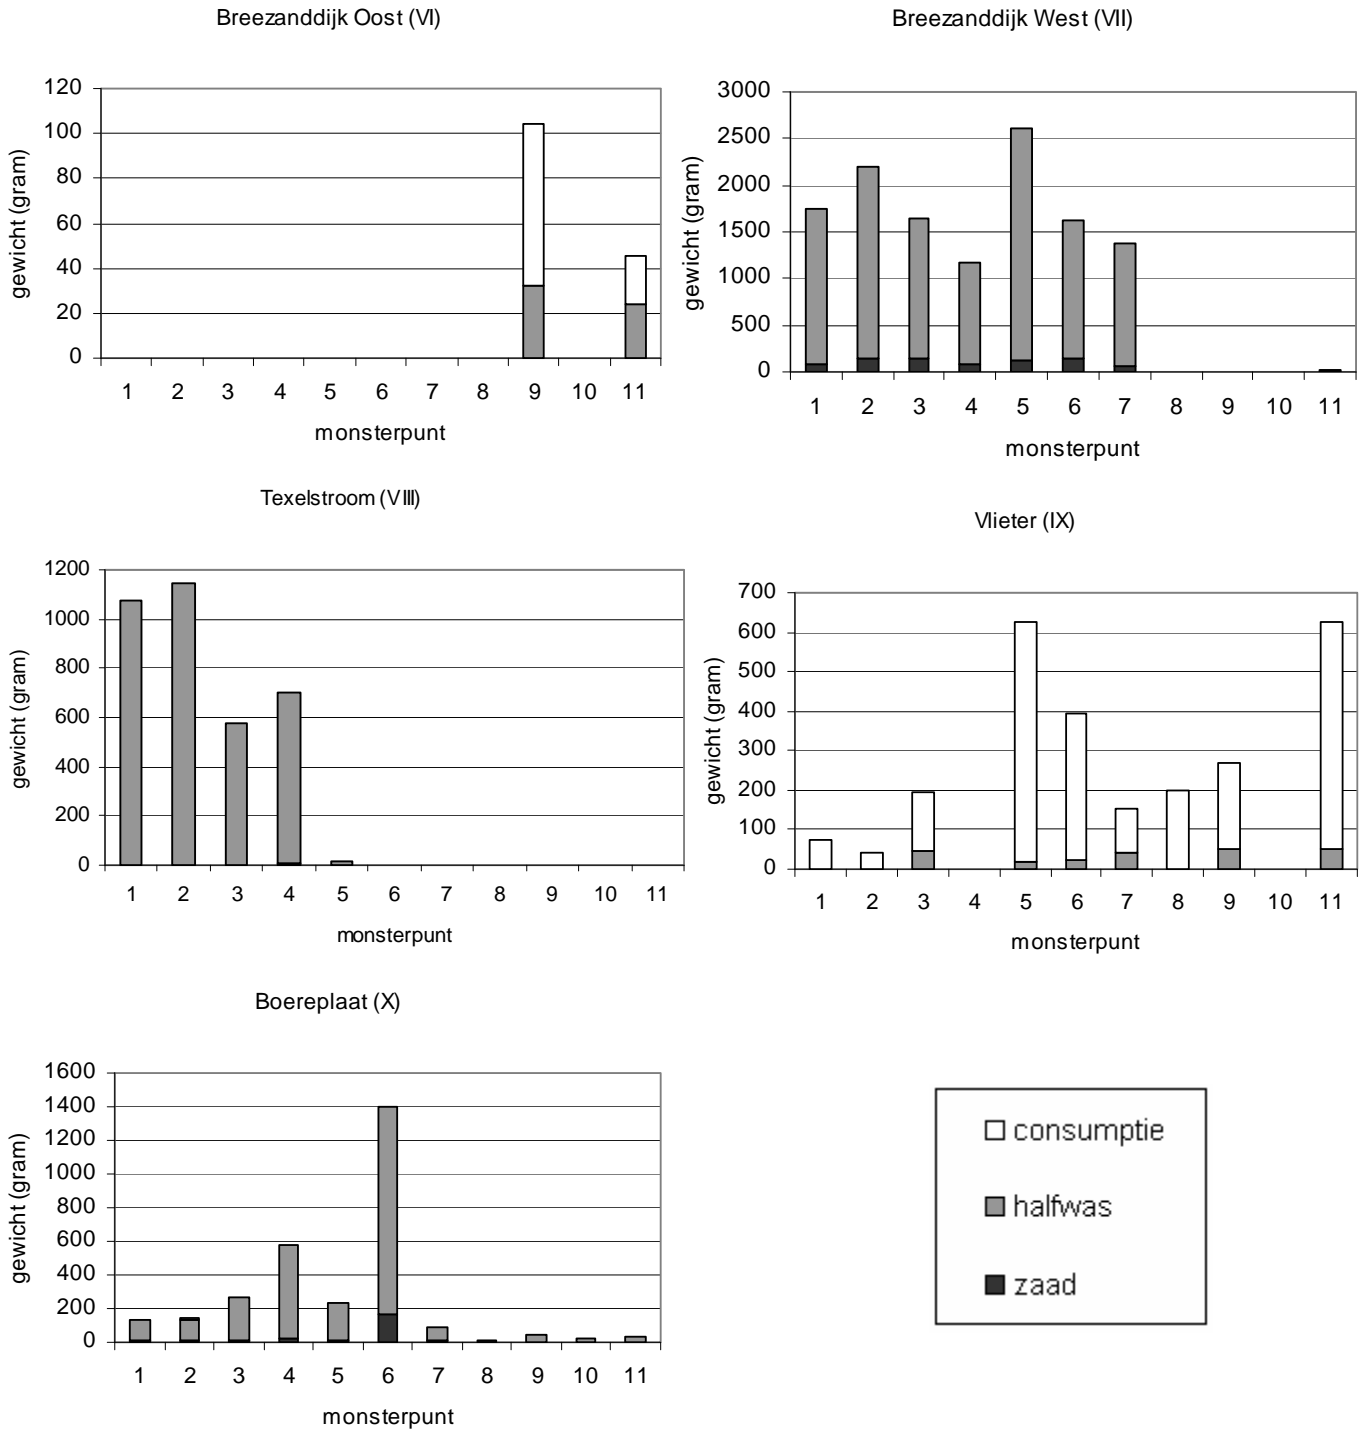 Breezanddijk Oost (VI)
120
100
80
60
40
20
0
gewicht (gram)
1 2 3 4 5 6 7 8 9 10 11
monsterpunt
Breezanddijk West (VII)
3000
2500
2000
1500
1000
500
0
gewicht (gram)
1 2 3 4 5 6 7 8 9 10 11
monsterpunt
Texelstroom (VIII)
1200
1000
800
600
400
200
0
gewicht (gram)
1 2 3 4 5 6 7 8 9 10 11
monsterpunt
Vlieter (IX)
700
600
500
400
300
200
100
0
gewicht (gram)
1 2 3 4 5 6 7 8 9 10 11
monsterpunt
Boereplaat (X)
1600
1400
1200
1000
800
600
400
200
0
gewicht (gram)
1 2 3 4 5 6 7 8 9 10 11
monsterpunt
consumptie
halfwas
zaad